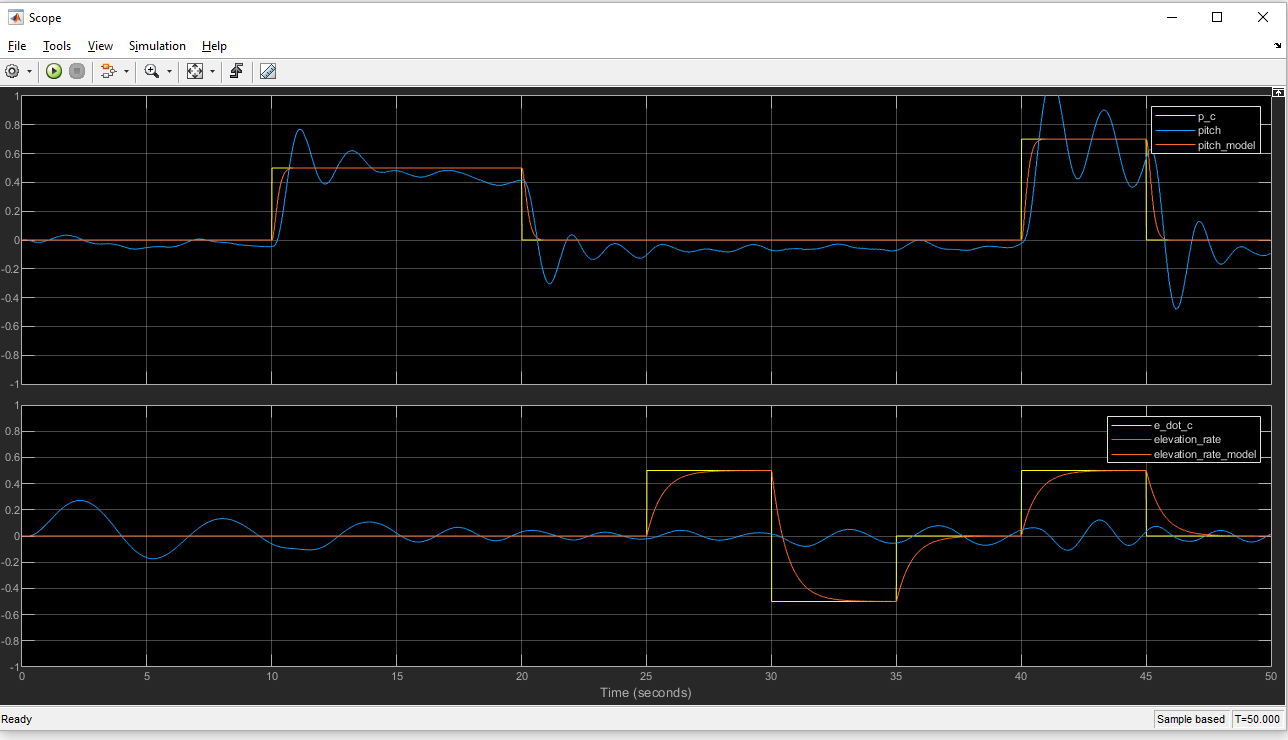 Scope
File Tools View Simulation Help
1
0.8
0.6
0.4
0.2
0
-0.2
-0.4
-0.6
-0.8
-1
p_c
pitch
pitch_model
1
0.8
0.6
0.4
0.2
0
-0.2
-0.4
-0.6
-0.8
-1
e_dot_c
elevation_rate
elevation_rate_model
0 5 10 15 20 25 30 35 40 45 50
Time (seconds)
Ready Sample based T=50.000